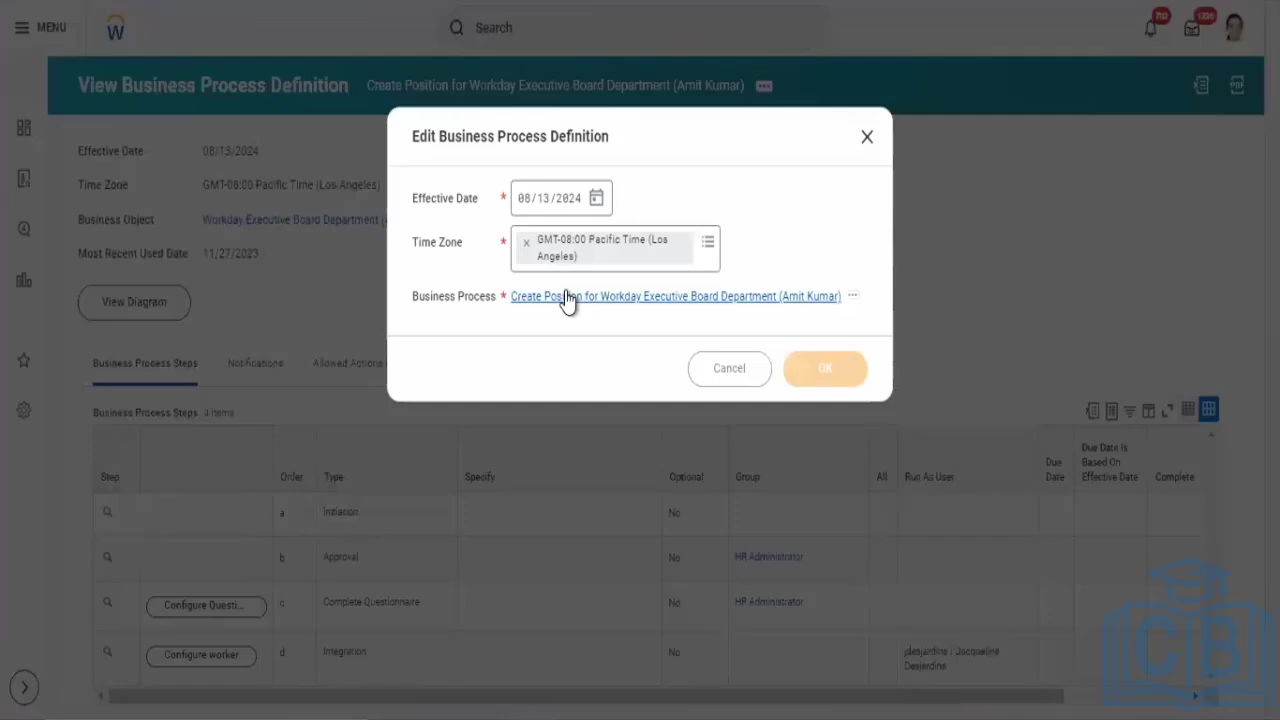 MENU
W
Search
View Business Process Definition
Create Position for Workday Executive Board Department (Amit Kumar)
PDF
Effective Date
08/13/2024
Time Zone
GMT-08:00 Pacific Time (Los Angeles)
Business Object
Workday Executive Board Department
Most Recent Used Date
11/27/2023
View Diagram
Edit Business Process Definition
Effective Date *
08/13/2024
Time Zone *
× GMT-08:00 Pacific Time (Los
Angeles)
Business Process *
Create Position for Workday Executive Board Department (Amit Kumar)
Cancel
OK
Business Process Steps
Notifications
Allowed Actions
Business Process Steps 4 items
Step
Order
Type
Specify
Optional
Group
All
Run As User
Due
Date
Due Date Is
Based On
Effective Date
Complete
a
Initiation
No
b
Approval
No
HR Administrator
Configure Questi...
c
Complete Questionnaire
No
HR Administrator
Configure worker
d
Integration
No
jdesjardins / Jacqueline
Desjardins
CB